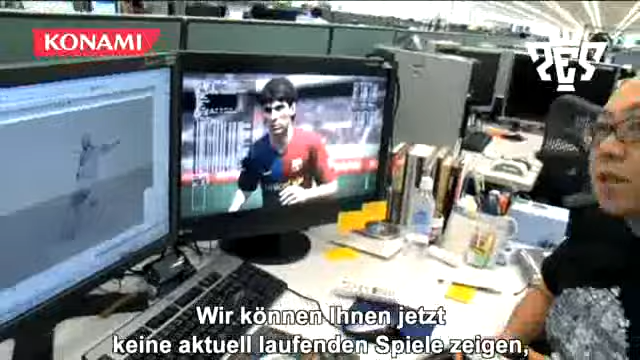 KONAMI
PES
Wir können Ihnen jetzt
keine aktuell laufenden Spiele zeigen,